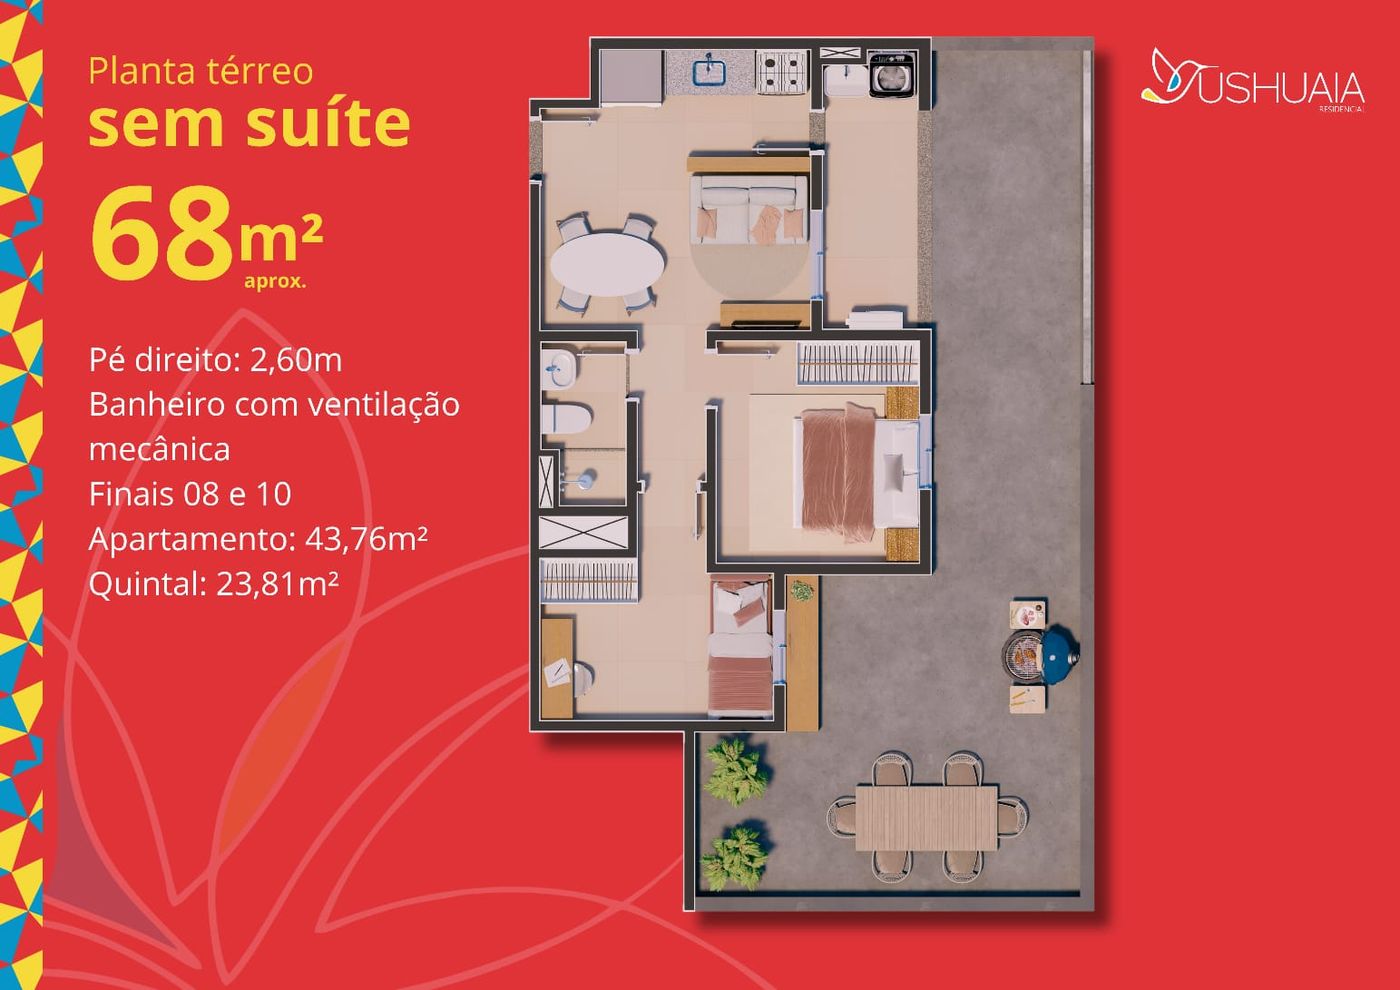 Planta térreo
sem suíte
68m²
aprox.
Pé direito: 2,60m
Banheiro com ventilação
mecânica
Finais 08 e 10
Apartamento: 43,76m²
Quintal: 23,81m²
USHUAIA
RESIDENCIAL